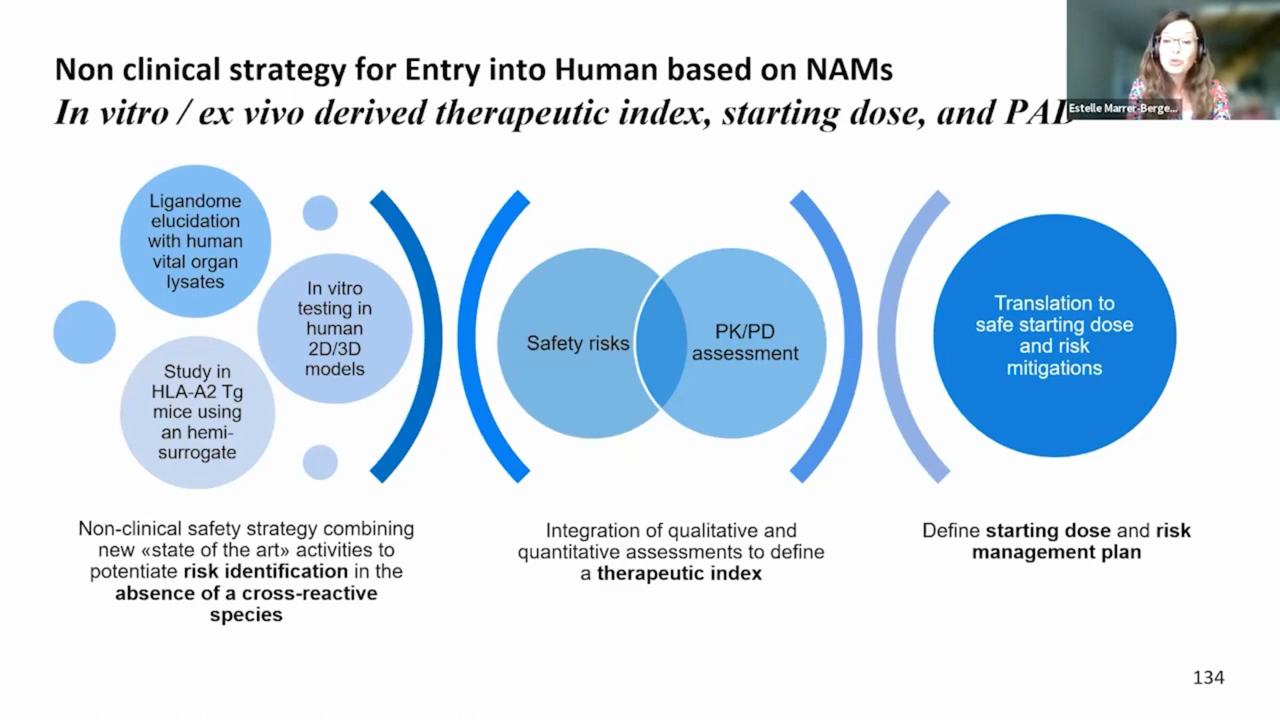 Non clinical strategy for Entry into Human based on NAMs
In vitro / ex vivo derived therapeutic index, starting dose, and
Estelle Marrer-Berge...
Ligandome
elucidation
with human
vital organ
lysates
In vitro
testing in
human
2D/3D
models
Study in
HLA-A2 Tg
mice using
an hemi-
surrogate
Safety risks
PK/PD
assessment
Translation to
safe starting dose
and risk
mitigations
Non-clinical safety strategy combining
new «state of the art» activities to
potentiate risk identification in the
absence of a cross-reactive
species
Integration of qualitative and
quantitative assessments to define
a therapeutic index
Define starting dose and risk
management plan
134